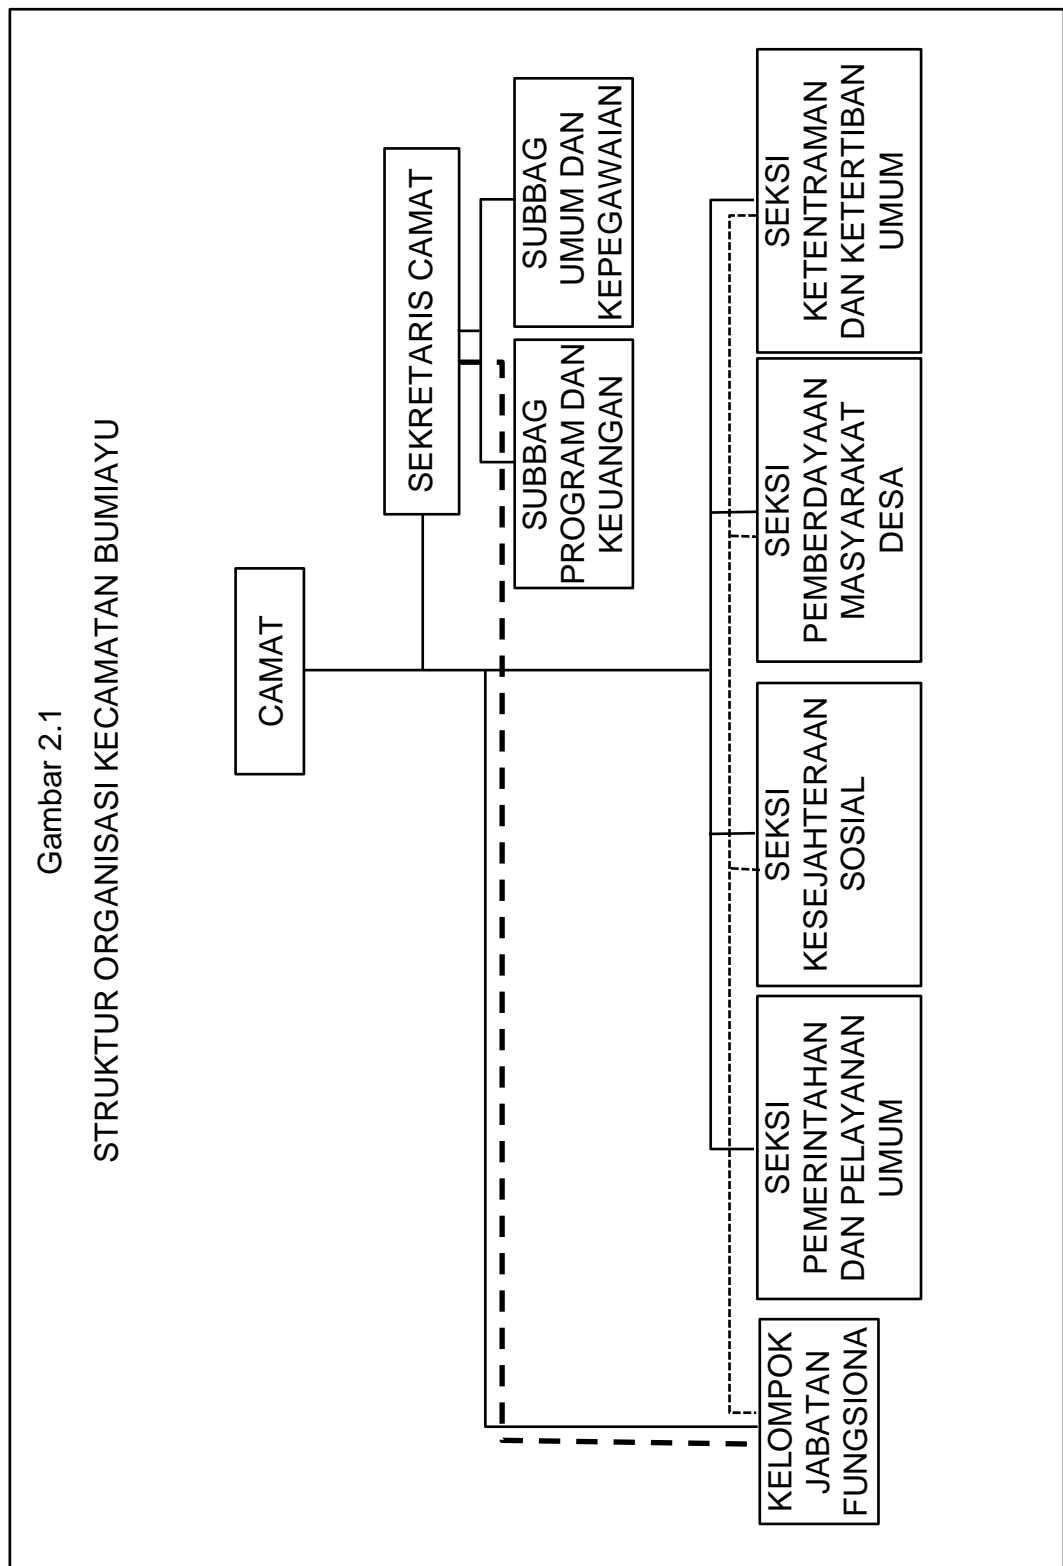 Gambar 2.1
STRUKTUR ORGANISASI KECAMATAN BUMIAYU
CAMAT
SEKRETARIS CAMAT
SUBBAG
PROGRAM DAN
KEUANGAN
SUBBAG
UMUM DAN
KEPEGAWAIAN
KELOMPOK
JABATAN
FUNGSIONA
SEKSI
PEMERINTAHAN
DAN PELAYANAN
UMUM
SEKSI
KESEJAHTERAAN
SOSIAL
SEKSI
PEMBERDAYAAN
MASYARAKAT
DESA
SEKSI
KETENTRAMAN
DAN KETERTIBAN
UMUM